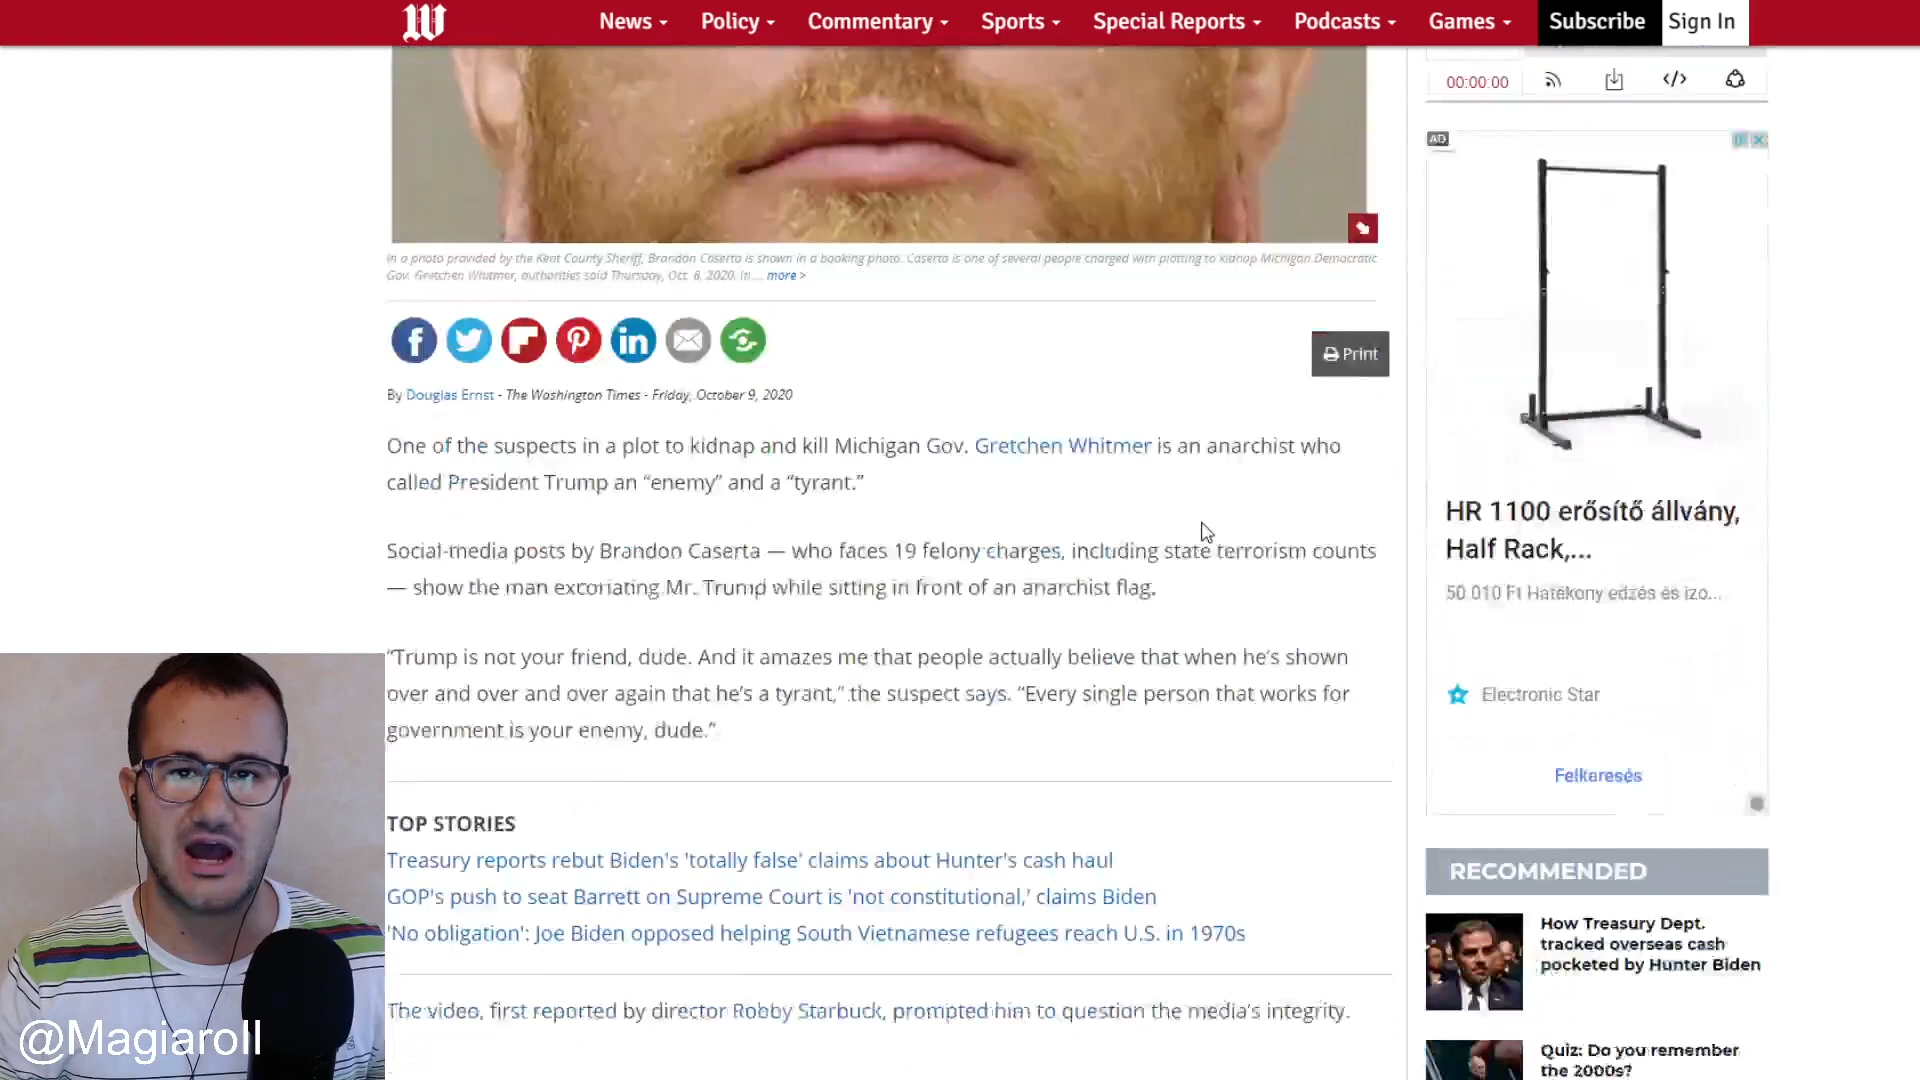 W News Policy Commentary Sports Special Reports Podcasts Games Subscribe Sign In
00:00:00
In a photo provided by the Kent County Sheriff, Brandon Caserta is shown in a booking photo. Caserta is one of several people charged with plotting to kidnap Michigan Democratic
Gov. Gretchen Whitmer, authorities said Thursday, Oct. 8, 2020. In ... more >
Print
By Douglas Ernst - The Washington Times - Friday, October 9, 2020
One of the suspects in a plot to kidnap and kill Michigan Gov. Gretchen Whitmer is an anarchist who
called President Trump an “enemy” and a “tyrant.”
Social-media posts by Brandon Caserta — who faces 19 felony charges, including state terrorism counts
— show the man excoriating Mr. Trump while sitting in front of an anarchist flag.
“Trump is not your friend, dude. And it amazes me that people actually believe that when he’s shown
over and over and over again that he’s a tyrant,” the suspect says. “Every single person that works for
government is your enemy, dude.”
TOP STORIES
Treasury reports rebut Biden's 'totally false' claims about Hunter's cash haul
GOP's push to seat Barrett on Supreme Court is 'not constitutional,' claims Biden
'No obligation': Joe Biden opposed helping South Vietnamese refugees reach U.S. in 1970s
The video, first reported by director Robby Starbuck, prompted him to question the media’s integrity.
AD
HR 1100 erősítő állvány,
Half Rack,...
50 010 Ft Hatékony edzés és izo...
Electronic Star
Felkeresés
RECOMMENDED
How Treasury Dept.
tracked overseas cash
pocketed by Hunter Biden
Quiz: Do you remember
the 2000s?
@Magiaroll